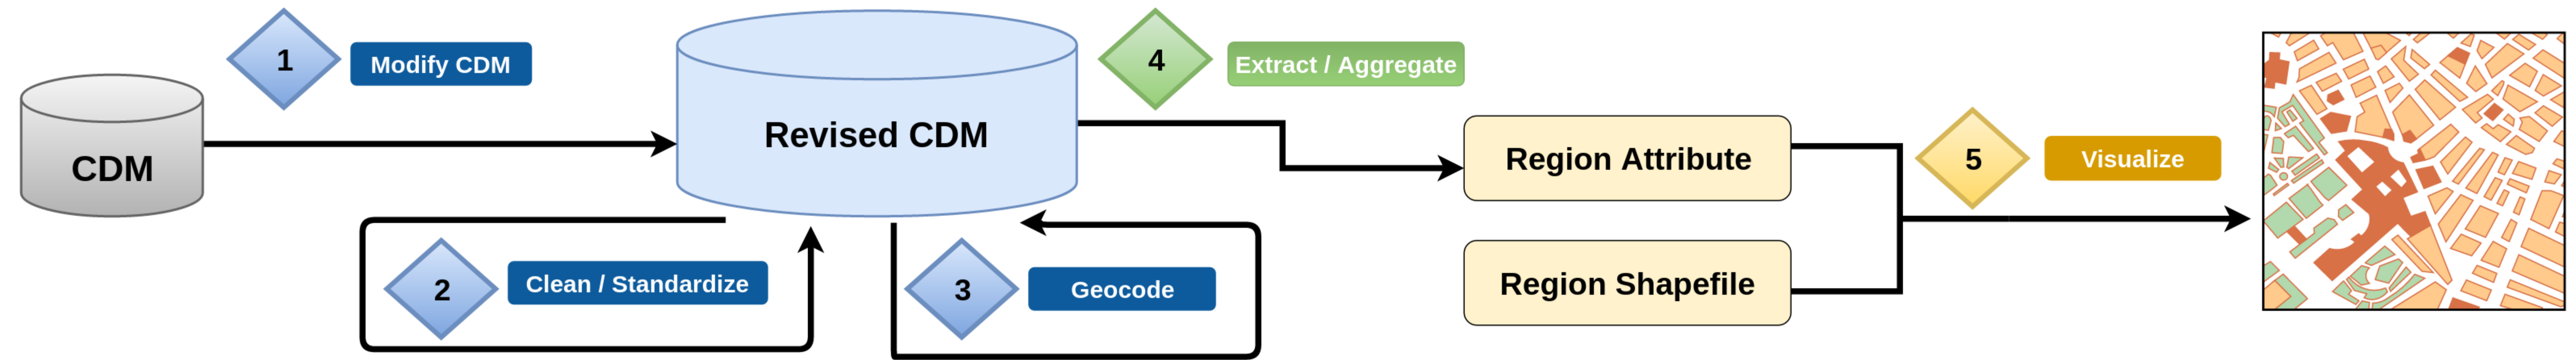 CDM
1
Modify CDM
Revised CDM
2
Clean / Standardize
3
Geocode
4
Extract / Aggregate
Region Attribute
Region Shapefile
5
Visualize